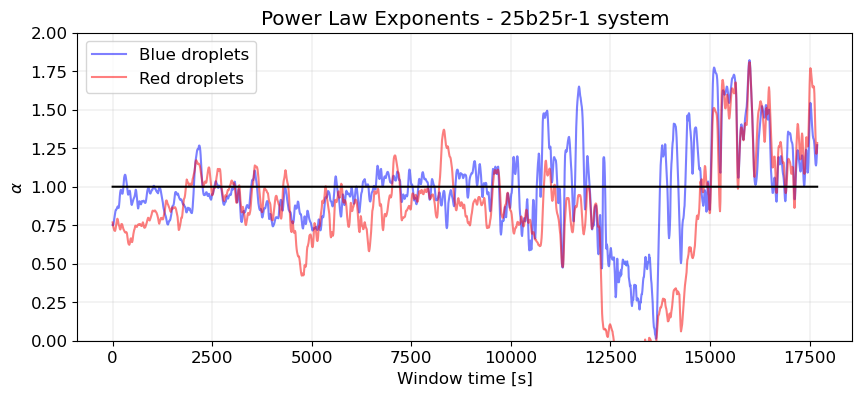 Power Law Exponents - 25b25r-1 system
2.00
1.75
1.50
1.25
1.00
0.75
0.50
0.25
0.00
α
Blue droplets
Red droplets
0 2500 5000 7500 10000 12500 15000 17500
Window time [s]